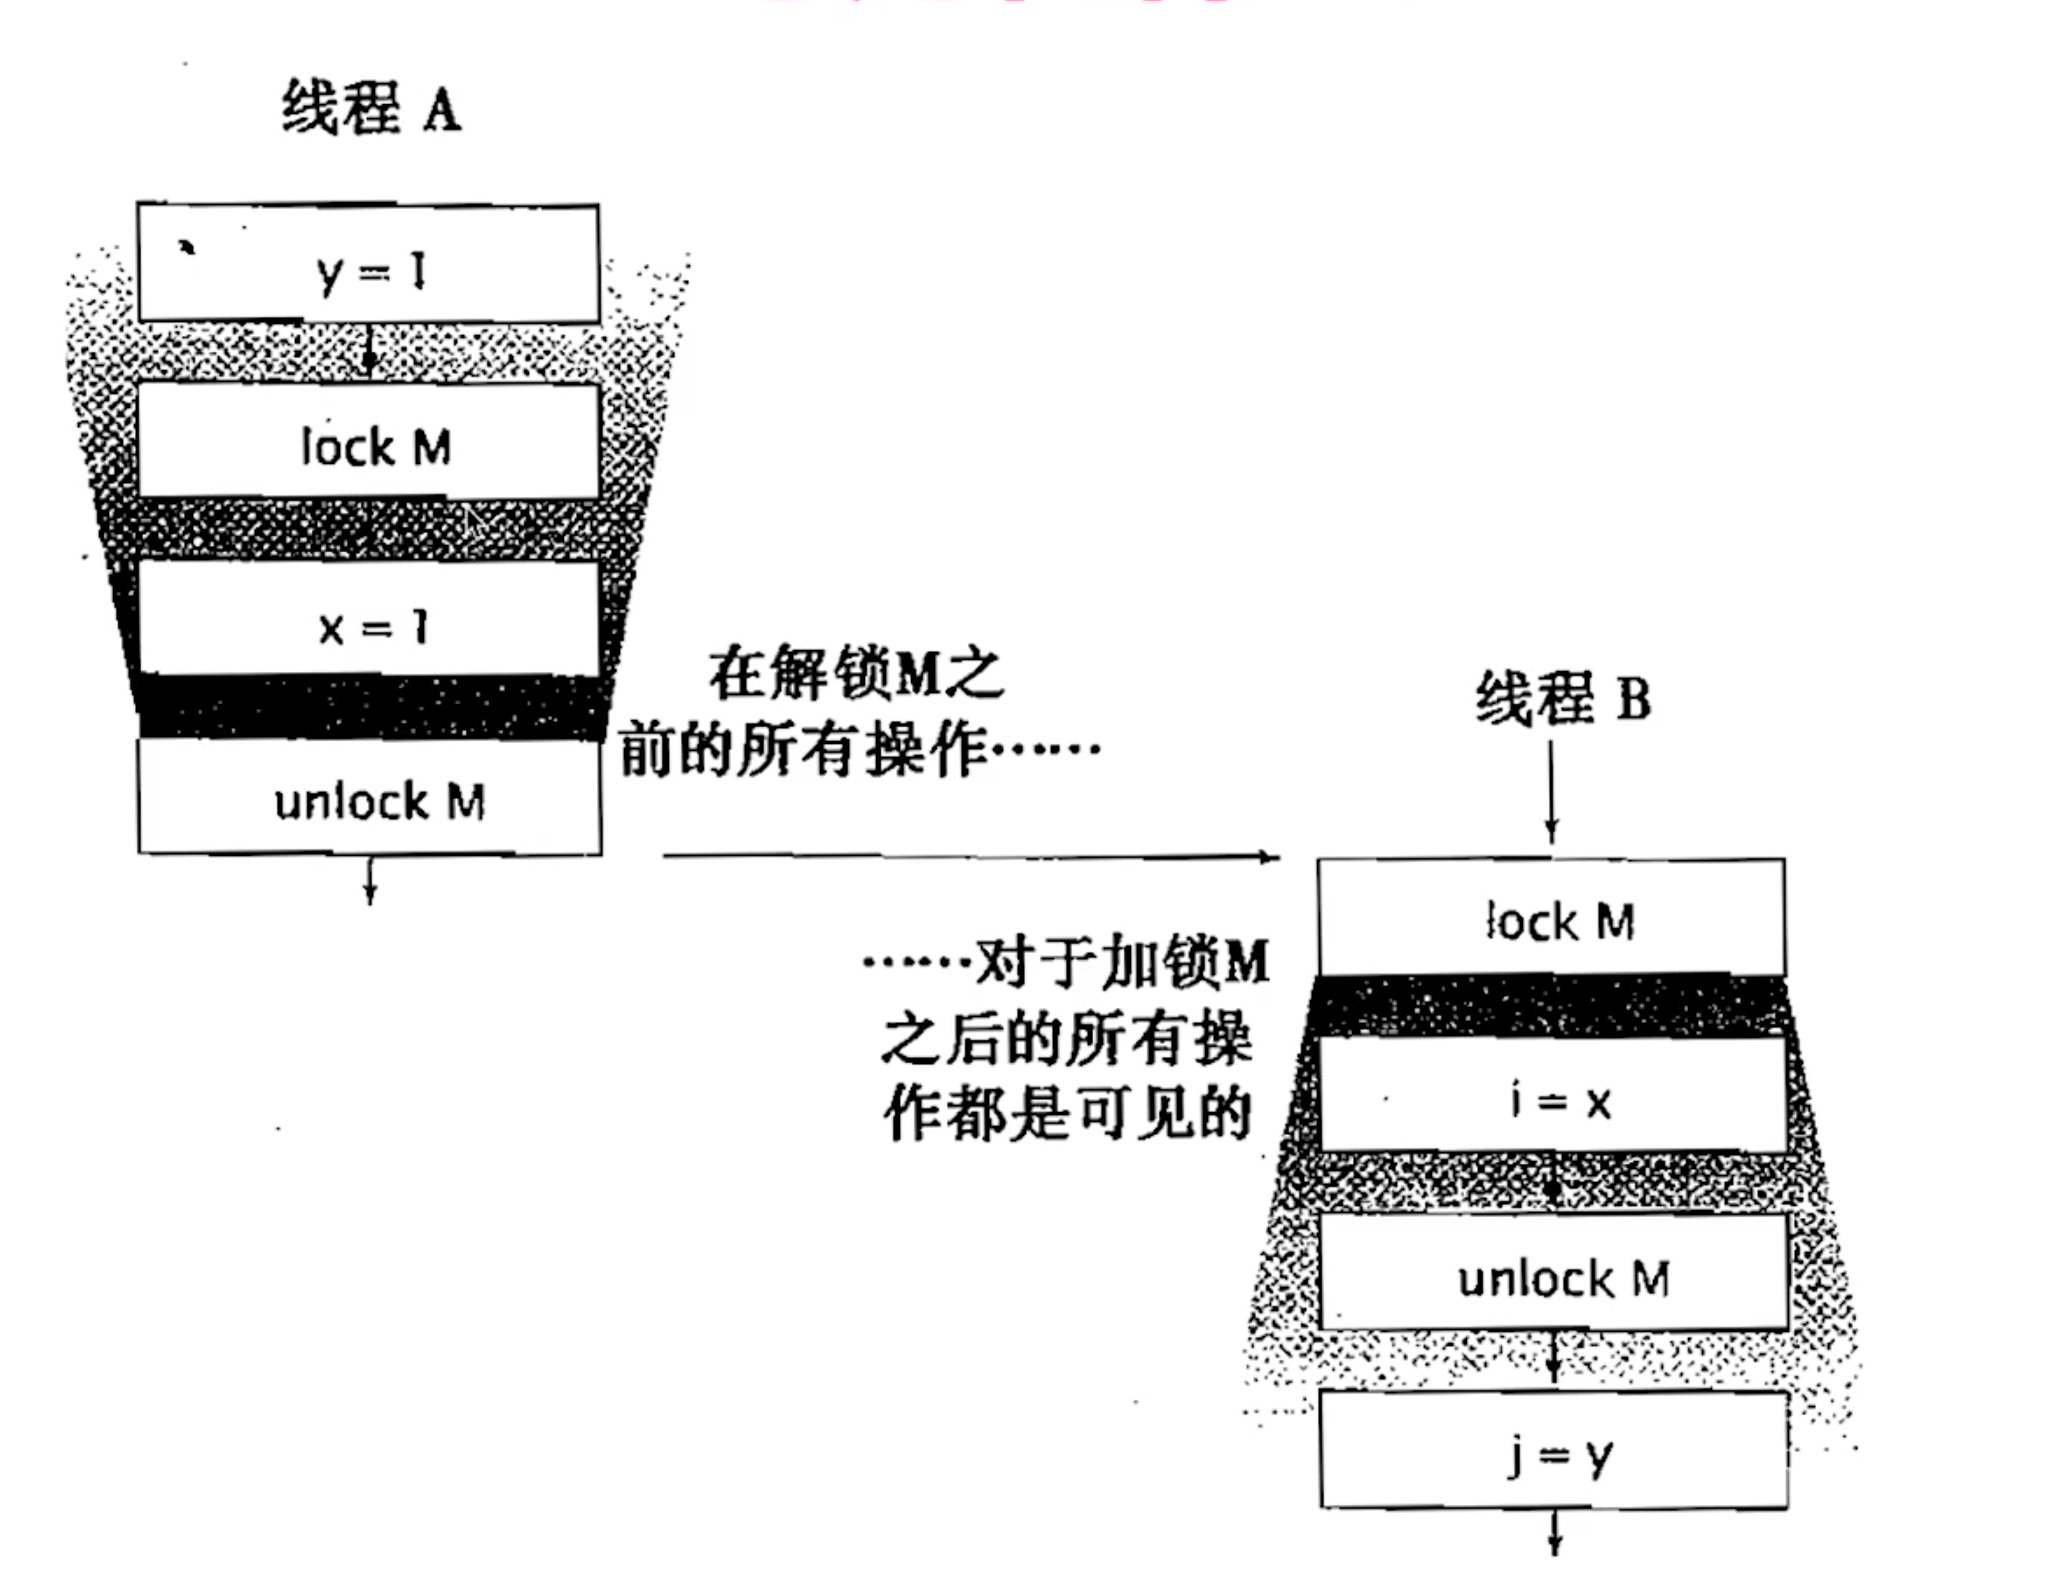 线程 A
y = 1
lock M
x = 1
unlock M
在解锁M之
前的所有操作……
线程 B
……对于加锁M
之后的所有操
作都是可见的
lock M
i = x
unlock M
j = y